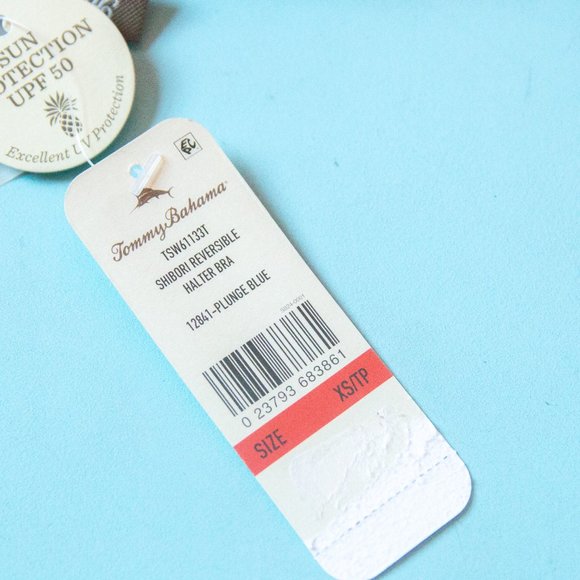 SUN
PROTECTION
UPF 50
Excellent UV Protection
Tommy Bahama
TSW61133T
SHIBORI REVERSIBLE
HALTER BRA
12841-PLUNGE BLUE
0 23793 683861
SIZE XS/TP